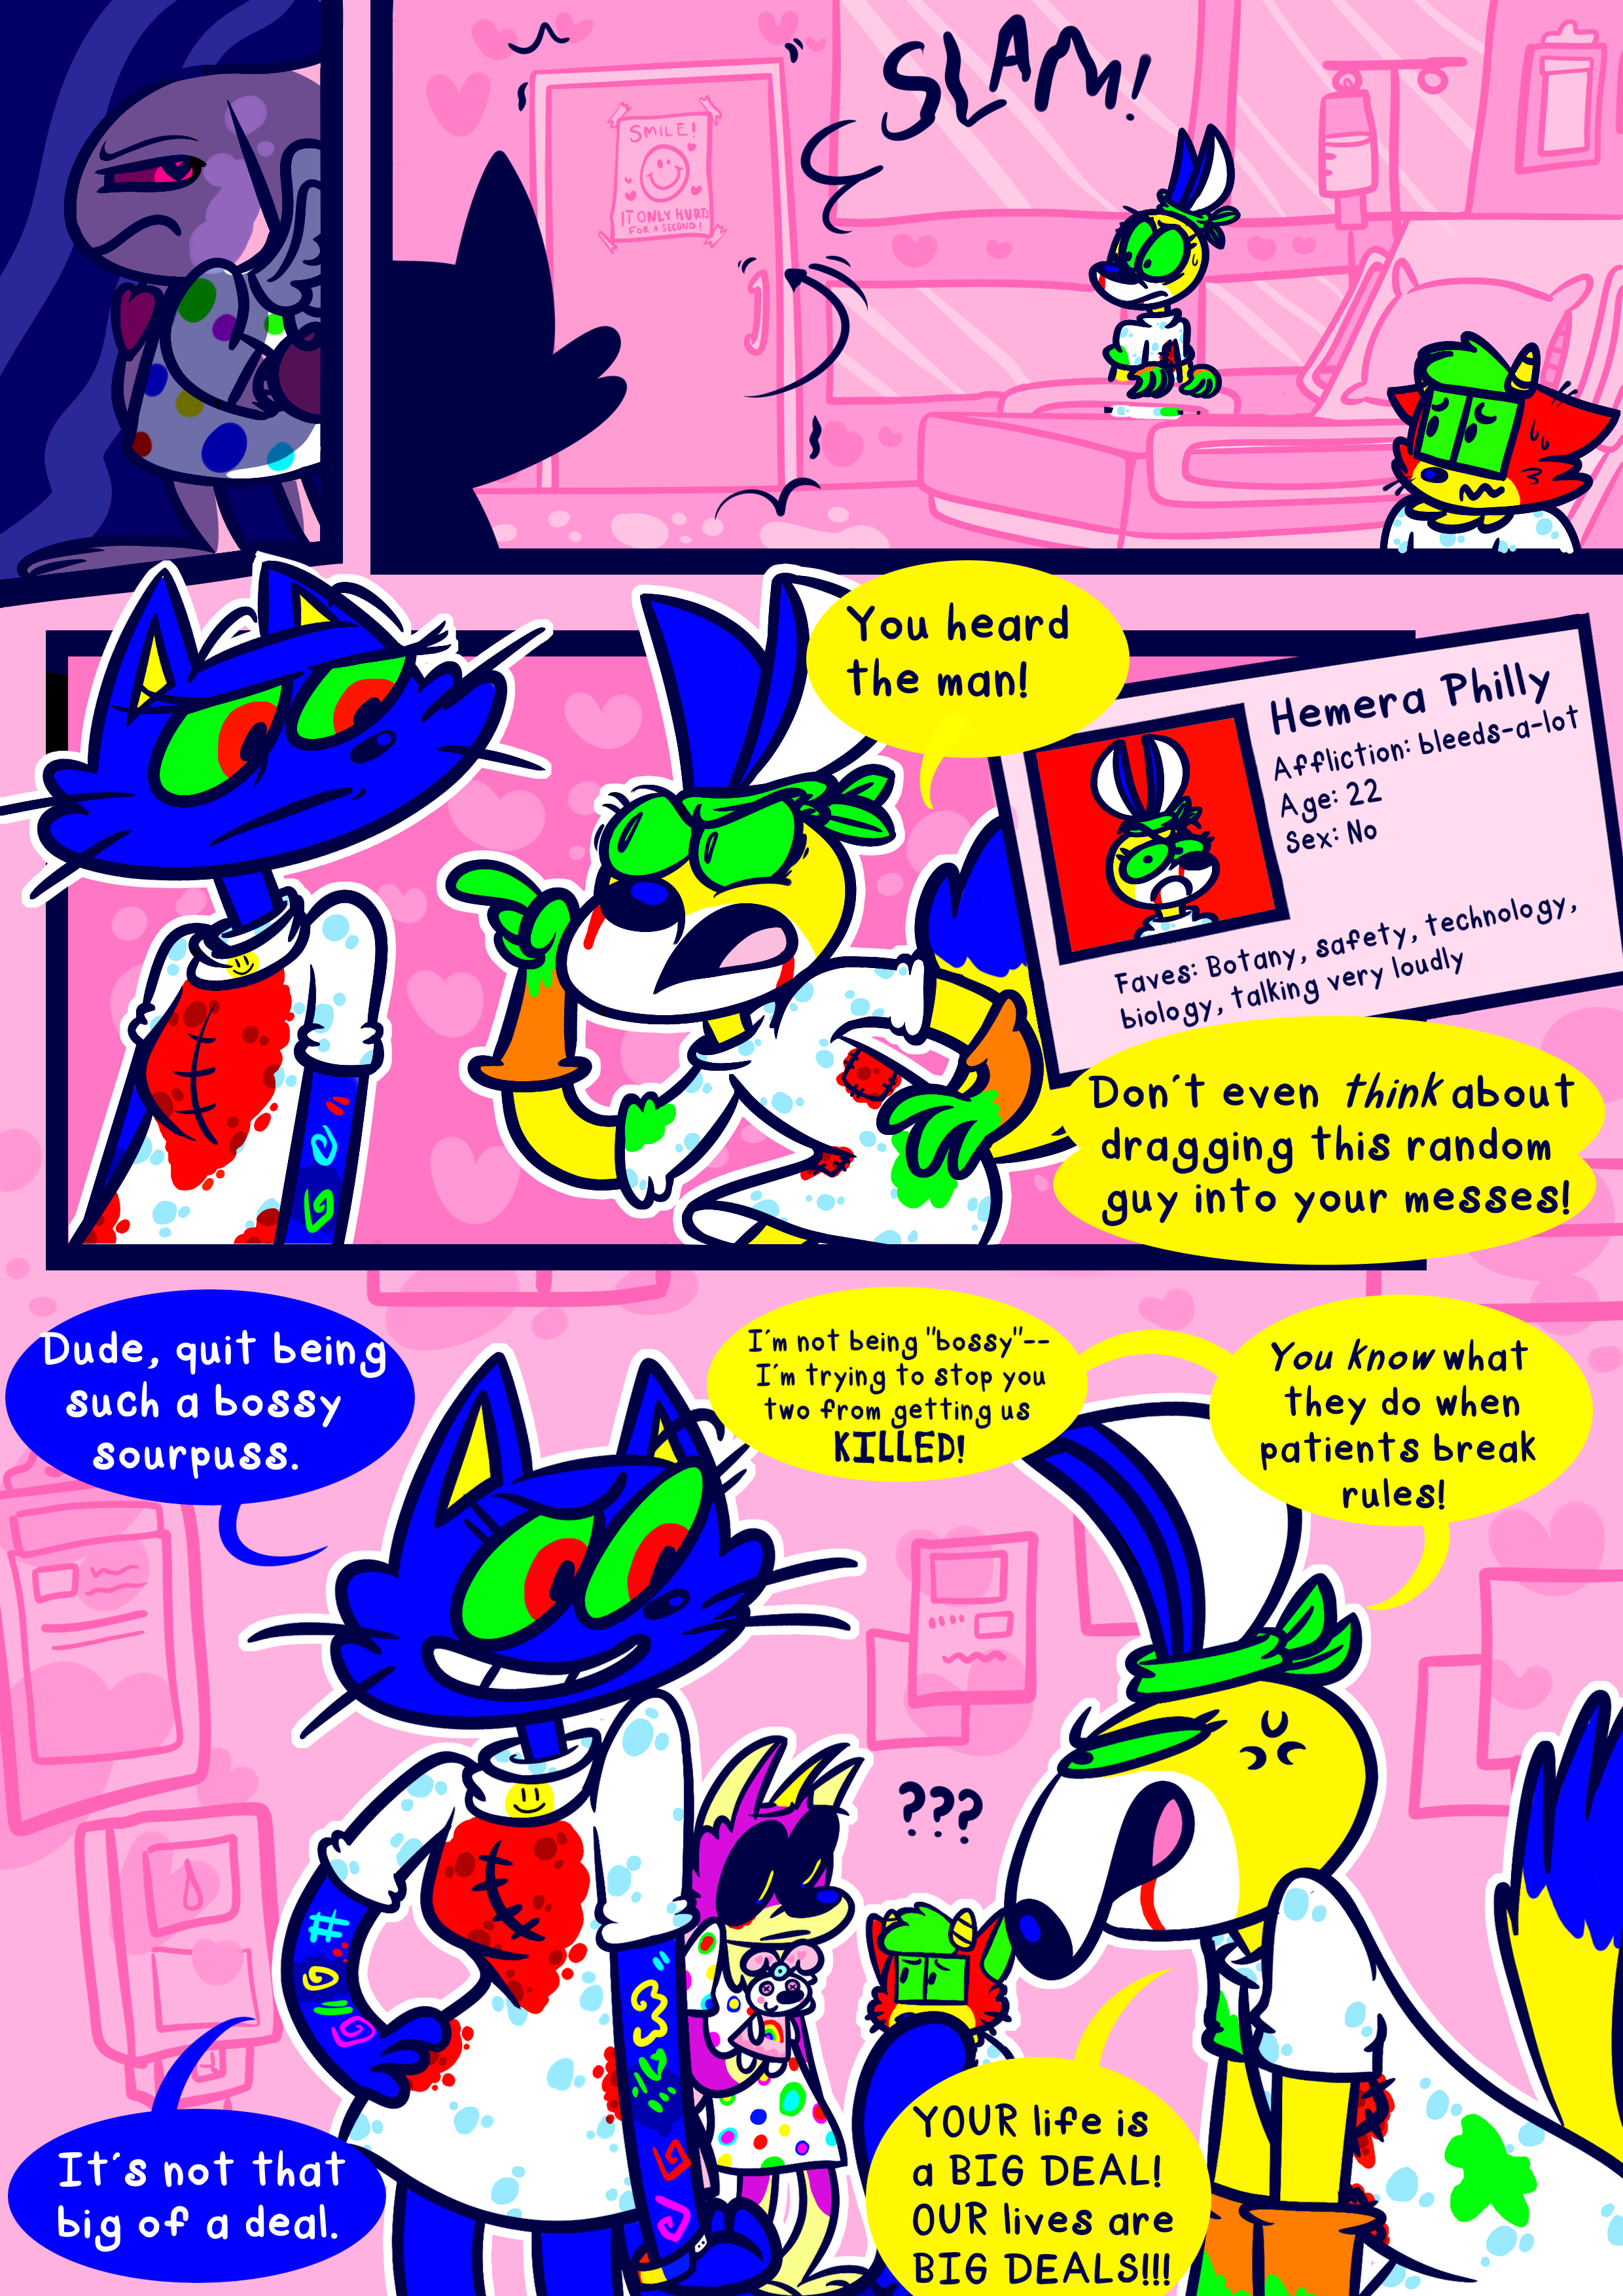 SLAM!
SMILE!
IT ONLY HURTS
FOR A SECOND!
You heard
the man!
Hemera Philly
Affliction: bleeds-a-lot
Age: 22
Sex: No
Faves: Botany, safety, technology,
biology, talking very loudly
Don't even think about
dragging this random
guy into your messes!
Dude, quit being
such a bossy
sourpuss.
I'm not being "bossy"--
I'm trying to stop you
two from getting us
KILLED!
You know what
they do when
patients break
rules!
???
It's not that
big of a deal.
YOUR life is
a BIG DEAL!
OUR lives are
BIG DEALS!!!